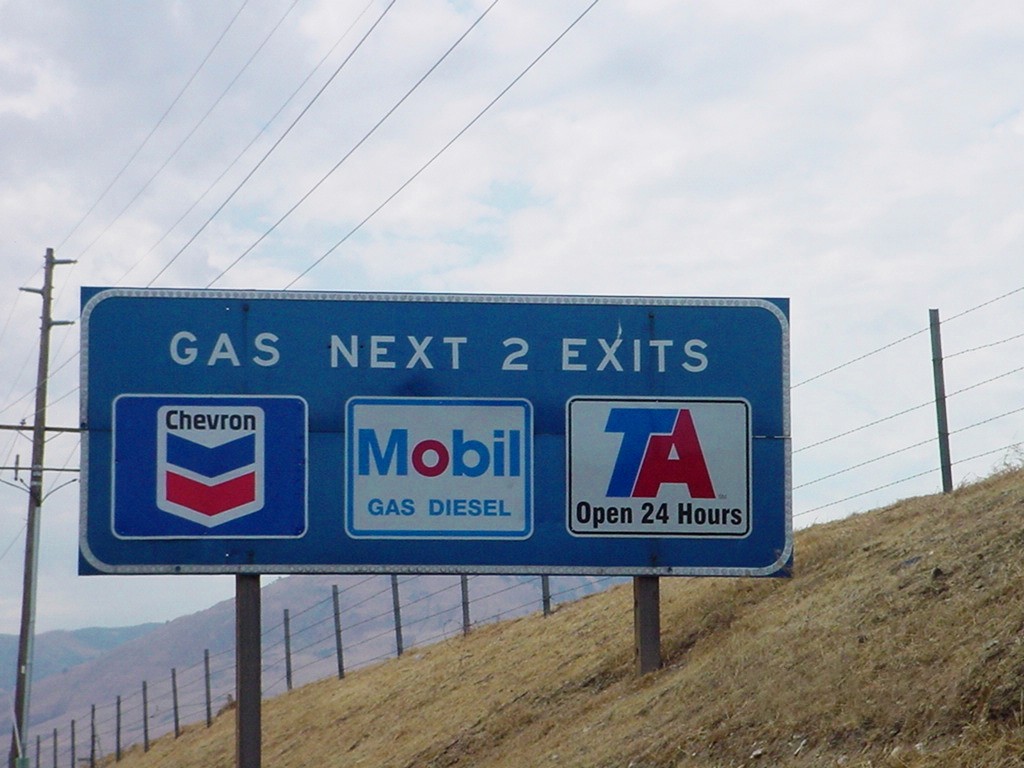 GAS NEXT 2 EXITS
Chevron
Mobil
GAS DIESEL
TA
Open 24 Hours